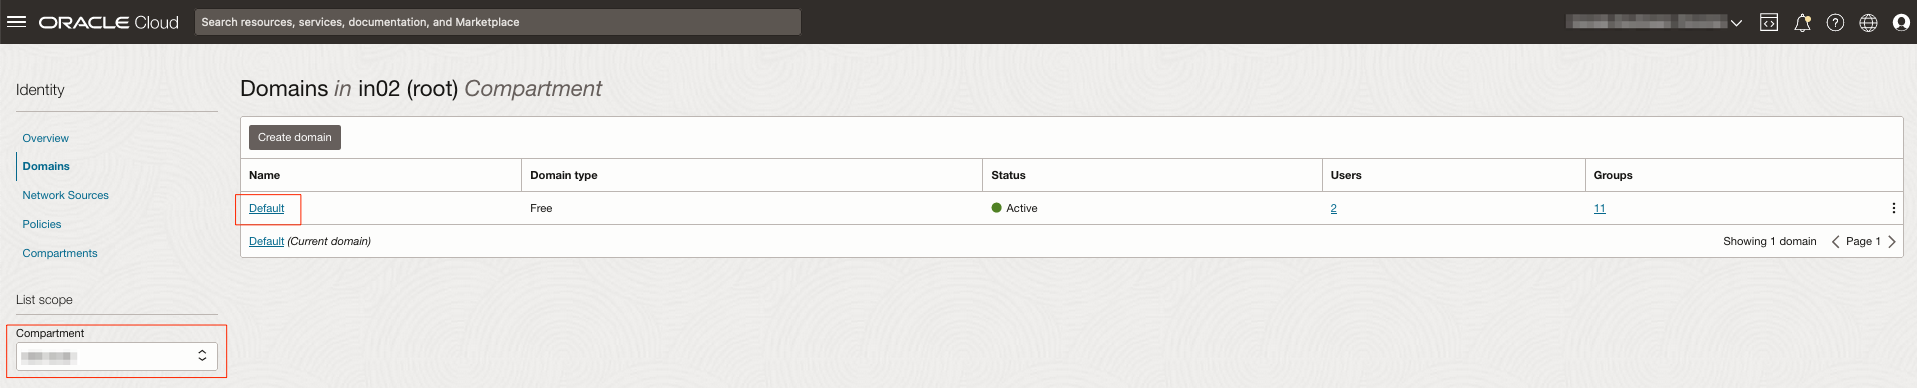 ORACLE Cloud
Search resources, services, documentation, and Marketplace
Identity
Overview
Domains
Network Sources
Policies
Compartments
List scope
Compartment
Domains in in02 (root) Compartment
Create domain
Name Domain type Status Users Groups
Default Free Active 2 11
Default (Current domain) Showing 1 domain Page 1